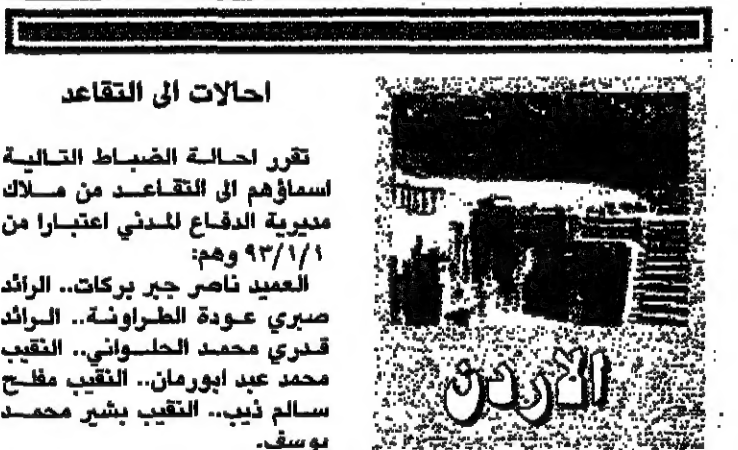 احالات الى التقاعد
تقرر احالة الضباط التالية
اسماؤهم الى التقاعد من ملاك
مديرية الدفاع المدني اعتبارا من
٩٣/١/١ وهم:
العميد ناصر جبر بركات.. الرائد
صبري عودة الطراونة.. الرائد
قدري محمد الحلواني.. النقيب
محمد عبد ابورمان.. النقيب مفلح
سالم ذيب.. النقيب بشير محمد
يوسف.
الاردن